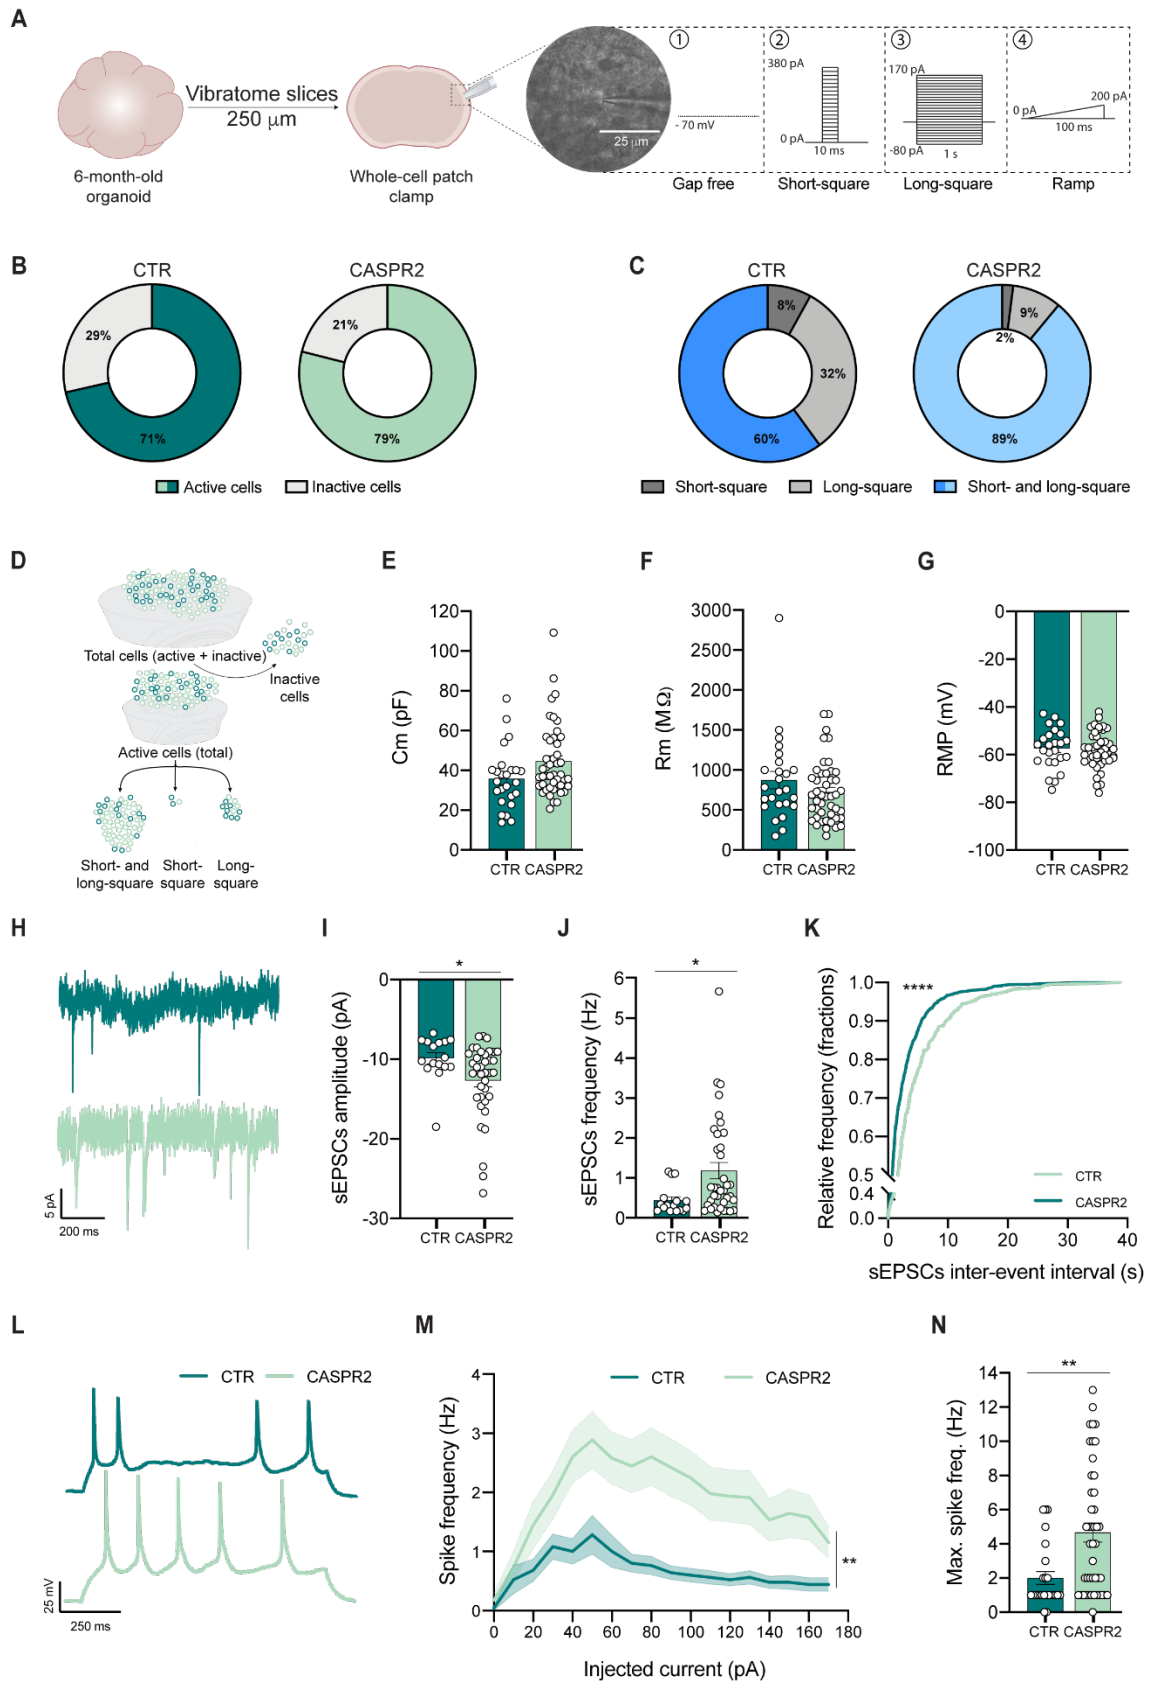 A
Vibratome slices
250 μm
6-month-old
organoid
Whole-cell patch
clamp
25 μm
1
- 70 mV
Gap free
2
380 pA
0 pA
10 ms
Short-square
3
170 pA
-80 pA
1 s
Long-square
4
0 pA
200 pA
100 ms
Ramp
B
CTR
29%
71%
CASPR2
21%
79%
Active cells
Inactive cells
C
CTR
8%
32%
60%
CASPR2
2%
9%
89%
Short-square
Long-square
Short- and long-square
D
Total cells (active + inactive)
Inactive
cells
Active cells (total)
Short- and
long-square
Short-
square
Long-
square
E
Cm (pF)
120
100
80
60
40
20
0
CTR CASPR2
F
Rm (MΩ)
3000
2500
2000
1500
1000
500
0
CTR CASPR2
G
RMP (mV)
0
-20
-40
-60
-80
-100
CTR CASPR2
H
5 pA
200 ms
I
sEPSCs amplitude (pA)
0
-10
-20
-30
*
CTR CASPR2
J
sEPSCs frequency (Hz)
6
5
4
3
2
1
0
*
CTR CASPR2
K
Relative frequency (fractions)
1.0
0.9
0.8
0.7
0.6
0.5
0.4
0.0
****
CTR
CASPR2
0 10 20 30 40
sEPSCs inter-event interval (s)
L
CTR
CASPR2
25 mV
250 ms
M
Spike frequency (Hz)
4
3
2
1
0
CTR
CASPR2
**
0 20 40 60 80 100 120 140 160 180
Injected current (pA)
N
Max. spike freq. (Hz)
14
12
10
8
6
4
2
0
**
CTR CASPR2